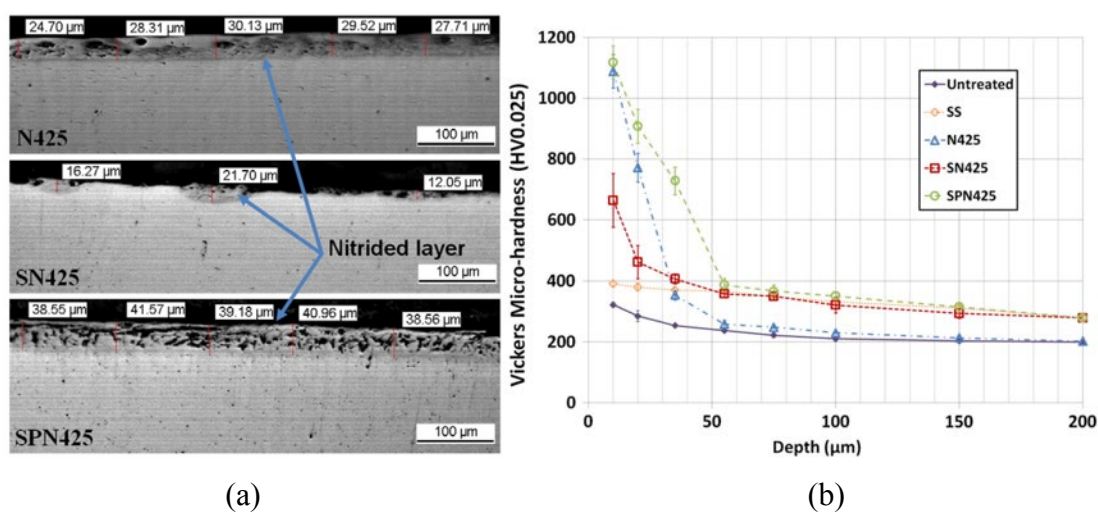 24.70 µm 28.31 µm 30.13 µm 29.52 µm 27.71 µm
N425
100 µm
16.27 µm 21.70 µm 12.05 µm
Nitrided layer
SN425
100 µm
38.55 µm 41.57 µm 39.18 µm 40.96 µm 38.56 µm
SPN425
100 µm
(a)
Vickers Micro-hardness (HV0.025)
1200
1000
800
600
400
200
0
Untreated
SS
N425
SN425
SPN425
0 50 100 150 200
Depth (µm)
(b)